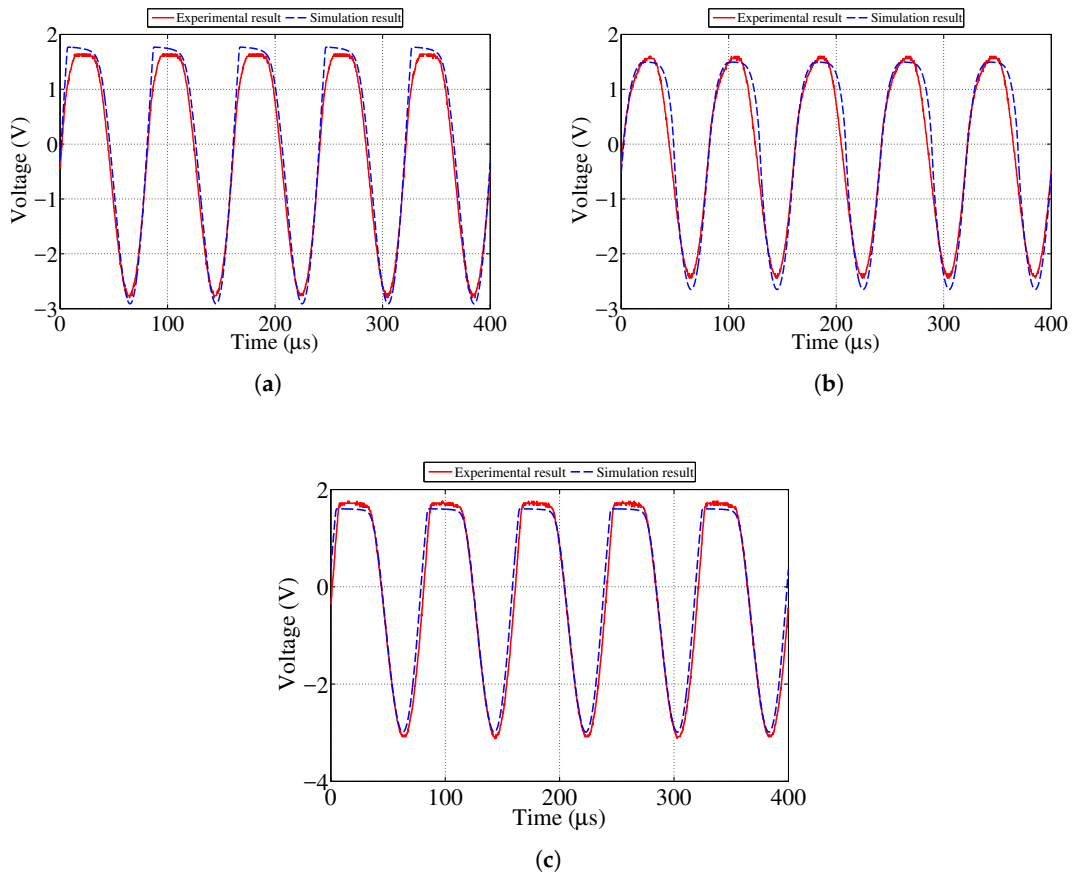 Experimental result Simulation result
2
1
0
−1
−2
−3
Voltage (V)
0 100 200 300 400
Time (μs)
(a)
Experimental result Simulation result
2
1
0
−1
−2
−3
Voltage (V)
0 100 200 300 400
Time (μs)
(b)
Experimental result Simulation result
2
0
−2
−4
Voltage (V)
0 100 200 300 400
Time (μs)
(c)